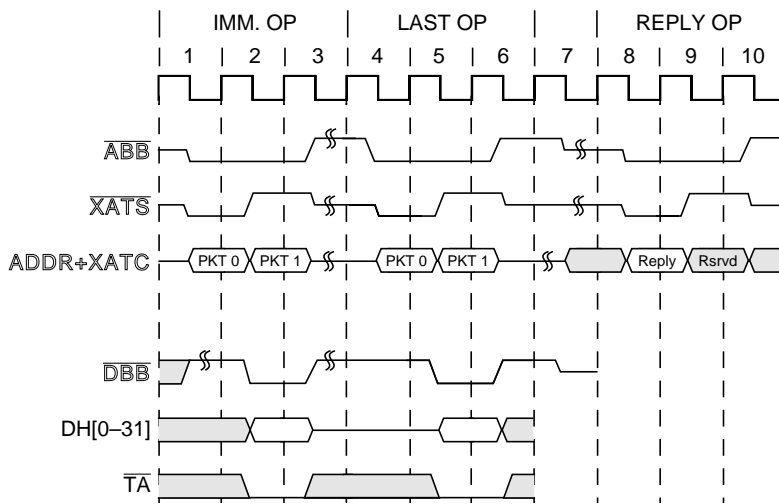 IMM. OP LAST OP REPLY OP
1 2 3 4 5 6 7 8 9 10
ABB
XATS
ADDR+XATC PKT 0 PKT 1 PKT 0 PKT 1 Reply Rsrvd
DBB
DH[0–31]
TA